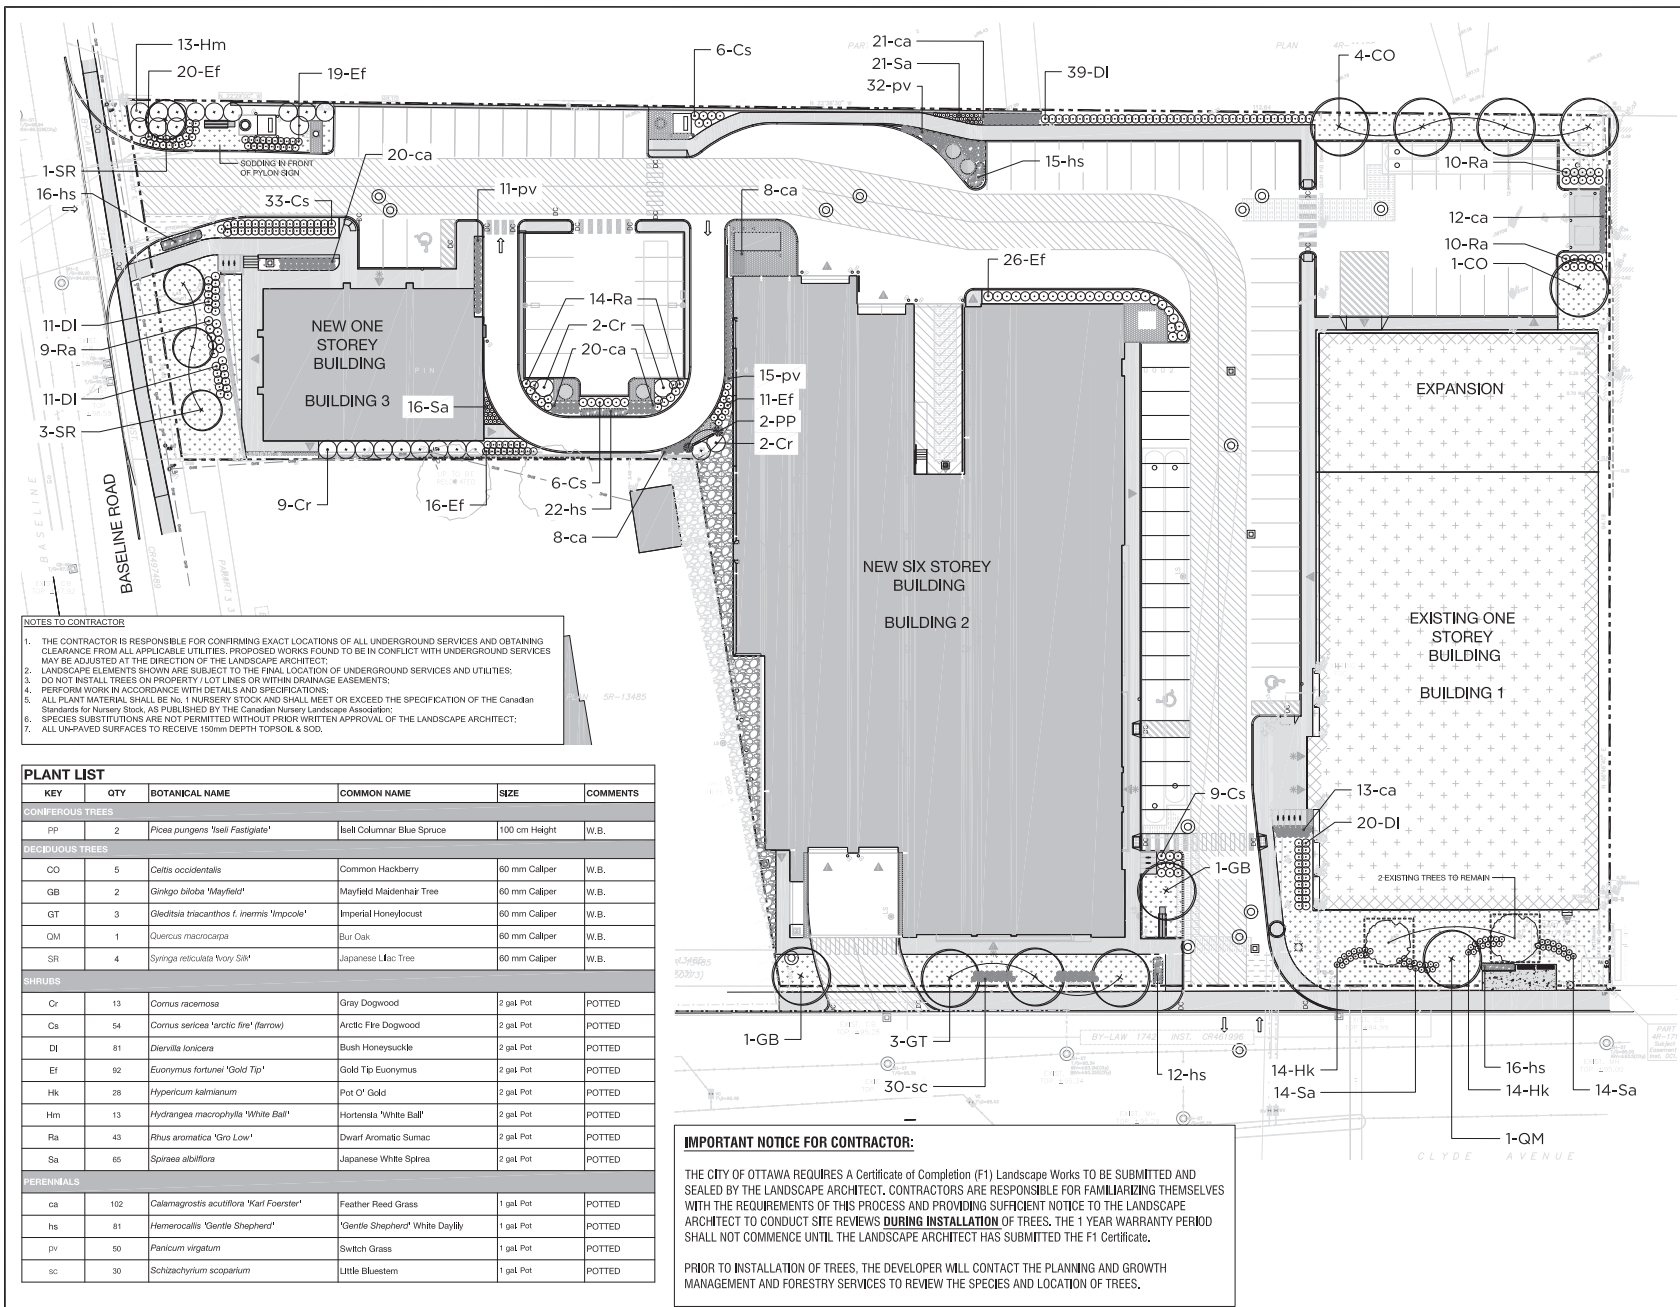 13-Hm
20-Ef
19-Ef
6-Cs
21-ca
21-Sa
32-pv
39-Dl
4-CO
PLAN
SODDING IN FRONT
OF PYLON SIGN
1-SR
16-hs
33-Cs
20-ca
11-pv
8-ca
15-hs
10-Ra
12-ca
10-Ra
1-CO
26-Ef
11-Dl
9-Ra
11-Dl
3-SR
NEW ONE
STOREY
BUILDING
BUILDING 3
14-Ra
2-Cr
20-ca
16-Sa
15-pv
11-Ef
2-PP
2-Cr
EXPANSION
9-Cr
16-Ef
6-Cs
22-hs
8-ca
BASELINE
BASELINE ROAD
NEW SIX STOREY
BUILDING
BUILDING 2
EXISTING ONE
STOREY
BUILDING
BUILDING 1
PLAN 5R-13485
9-Cs
1-GB
13-ca
20-Dl
2 EXISTING TREES TO REMAIN
1-GB
3-GT
30-sc
12-hs
BY-LAW 1742 INST. CR461996
14-Hk
14-Sa
16-hs
14-Hk
14-Sa
1-QM
CLYDE AVENUE
NOTES TO CONTRACTOR
1. THE CONTRACTOR IS RESPONSIBLE FOR CONFIRMING EXACT LOCATIONS OF ALL UNDERGROUND SERVICES AND OBTAINING
CLEARANCE FROM ALL APPLICABLE UTILITIES. PROPOSED WORKS FOUND TO BE IN CONFLICT WITH UNDERGROUND SERVICES
MAY BE ADJUSTED AT THE DIRECTION OF THE LANDSCAPE ARCHITECT;
2. LANDSCAPE ELEMENTS SHOWN ARE SUBJECT TO THE FINAL LOCATION OF UNDERGROUND SERVICES AND UTILITIES;
3. DO NOT INSTALL TREES ON PROPERTY / LOT LINES OR WITHIN DRAINAGE EASEMENTS;
4. PERFORM WORK IN ACCORDANCE WITH DETAILS AND SPECIFICATIONS;
5. ALL PLANT MATERIAL SHALL BE No. 1 NURSERY STOCK AND SHALL MEET OR EXCEED THE SPECIFICATION OF THE Canadian
Standards for Nursery Stock, AS PUBLISHED BY THE Canadian Nursery Landscape Association;
6. SPECIES SUBSTITUTIONS ARE NOT PERMITTED WITHOUT PRIOR WRITTEN APPROVAL OF THE LANDSCAPE ARCHITECT;
7. ALL UN-PAVED SURFACES TO RECEIVE 150mm DEPTH TOPSOIL & SOD.
PLANT LIST
KEY QTY BOTANICAL NAME COMMON NAME SIZE COMMENTS
CONIFEROUS TREES
PP 2 Picea pungens 'Iseli Fastigiate' Iseli Columnar Blue Spruce 100 cm Height W.B.
DECIDUOUS TREES
CO 5 Celtis occidentalis Common Hackberry 60 mm Caliper W.B.
GB 2 Ginkgo biloba 'Mayfield' Mayfield Maidenhair Tree 60 mm Caliper W.B.
GT 3 Gleditsia triacanthos f. inermis 'Impcole' Imperial Honeylocust 60 mm Caliper W.B.
QM 1 Quercus macrocarpa Bur Oak 60 mm Caliper W.B.
SR 4 Syringa reticulata 'Ivory Silk' Japanese Lilac Tree 60 mm Caliper W.B.
SHRUBS
Cr 13 Cornus racemosa Gray Dogwood 2 gal. Pot POTTED
Cs 54 Cornus sericea 'arctic fire' (farrow) Arctic Fire Dogwood 2 gal. Pot POTTED
Dl 81 Diervilla lonicera Bush Honeysuckle 2 gal. Pot POTTED
Ef 92 Euonymus fortunei 'Gold Tip' Gold Tip Euonymus 2 gal. Pot POTTED
Hk 28 Hypericum kalmianum Pot O' Gold 2 gal. Pot POTTED
Hm 13 Hydrangea macrophylla 'White Ball' Hortensia 'White Ball' 2 gal. Pot POTTED
Ra 43 Rhus aromatica 'Gro Low' Dwarf Aromatic Sumac 2 gal. Pot POTTED
Sa 65 Spiraea albilfora Japanese White Spirea 2 gal. Pot POTTED
PERENNIALS
ca 102 Calamagrostis acutiflora 'Karl Foerster' Feather Reed Grass 1 gal. Pot POTTED
hs 81 Hemerocallis 'Gentle Shepherd' 'Gentle Shepherd' White Daylily 1 gal. Pot POTTED
pv 50 Panicum virgatum Switch Grass 1 gal. Pot POTTED
sc 30 Schizachyrium scoparium Little Bluestem 1 gal. Pot POTTED
IMPORTANT NOTICE FOR CONTRACTOR:
THE CITY OF OTTAWA REQUIRES A Certificate of Completion (F1) Landscape Works TO BE SUBMITTED AND
SEALED BY THE LANDSCAPE ARCHITECT. CONTRACTORS ARE RESPONSIBLE FOR FAMILIARIZING THEMSELVES
WITH THE REQUIREMENTS OF THIS PROCESS AND PROVIDING SUFFICIENT NOTICE TO THE LANDSCAPE
ARCHITECT TO CONDUCT SITE REVIEWS DURING INSTALLATION OF TREES. THE 1 YEAR WARRANTY PERIOD
SHALL NOT COMMENCE UNTIL THE LANDSCAPE ARCHITECT HAS SUBMITTED THE F1 Certificate.
PRIOR TO INSTALLATION OF TREES, THE DEVELOPER WILL CONTACT THE PLANNING AND GROWTH
MANAGEMENT AND FORESTRY SERVICES TO REVIEW THE SPECIES AND LOCATION OF TREES.